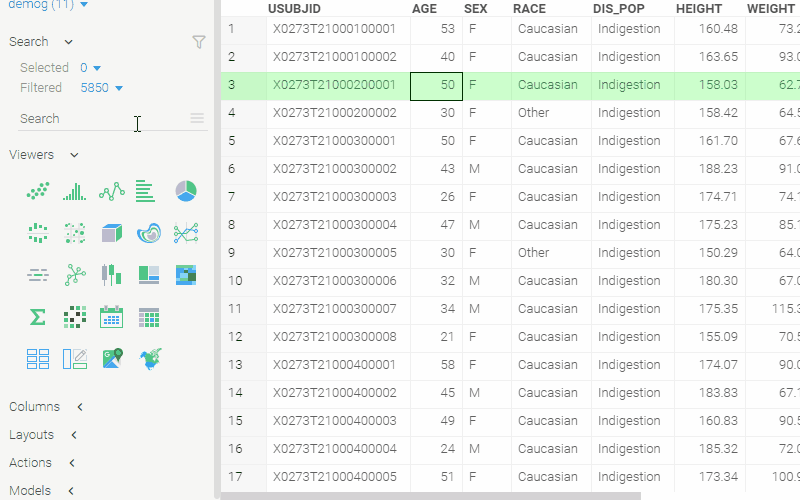 demog (11)
Search
Selected 0
Filtered 5850
Search
Viewers
Columns
Layouts
Actions
Models
USUBJID AGE SEX RACE DIS_POP HEIGHT WEIGHT
1 X0273T21000100001 53 F Caucasian Indigestion 160.48 73.2
2 X0273T21000100002 40 F Caucasian Indigestion 163.65 93.0
3 X0273T21000200001 50 F Caucasian Indigestion 158.03 62.7
4 X0273T21000200002 30 F Other Indigestion 158.42 64.5
5 X0273T21000300001 50 F Caucasian Indigestion 161.70 67.6
6 X0273T21000300002 43 M Caucasian Indigestion 188.23 91.0
7 X0273T21000300003 26 F Caucasian Indigestion 174.71 74.1
8 X0273T21000300004 47 M Caucasian Indigestion 175.23 85.
9 X0273T21000300005 30 F Other Indigestion 150.29 64.0
10 X0273T21000300006 32 M Caucasian Indigestion 180.30 67.0
11 X0273T21000300007 34 M Caucasian Indigestion 175.35 115.3
12 X0273T21000300008 21 F Caucasian Indigestion 155.09 70.5
13 X0273T21000400001 58 F Caucasian Indigestion 174.07 90.0
14 X0273T21000400002 45 M Caucasian Indigestion 183.83 67.1
15 X0273T21000400003 49 F Caucasian Indigestion 160.83 90.5
16 X0273T21000400004 24 M Caucasian Indigestion 185.32 72.0
17 X0273T21000400005 51 F Caucasian Indigestion 173.34 100.9